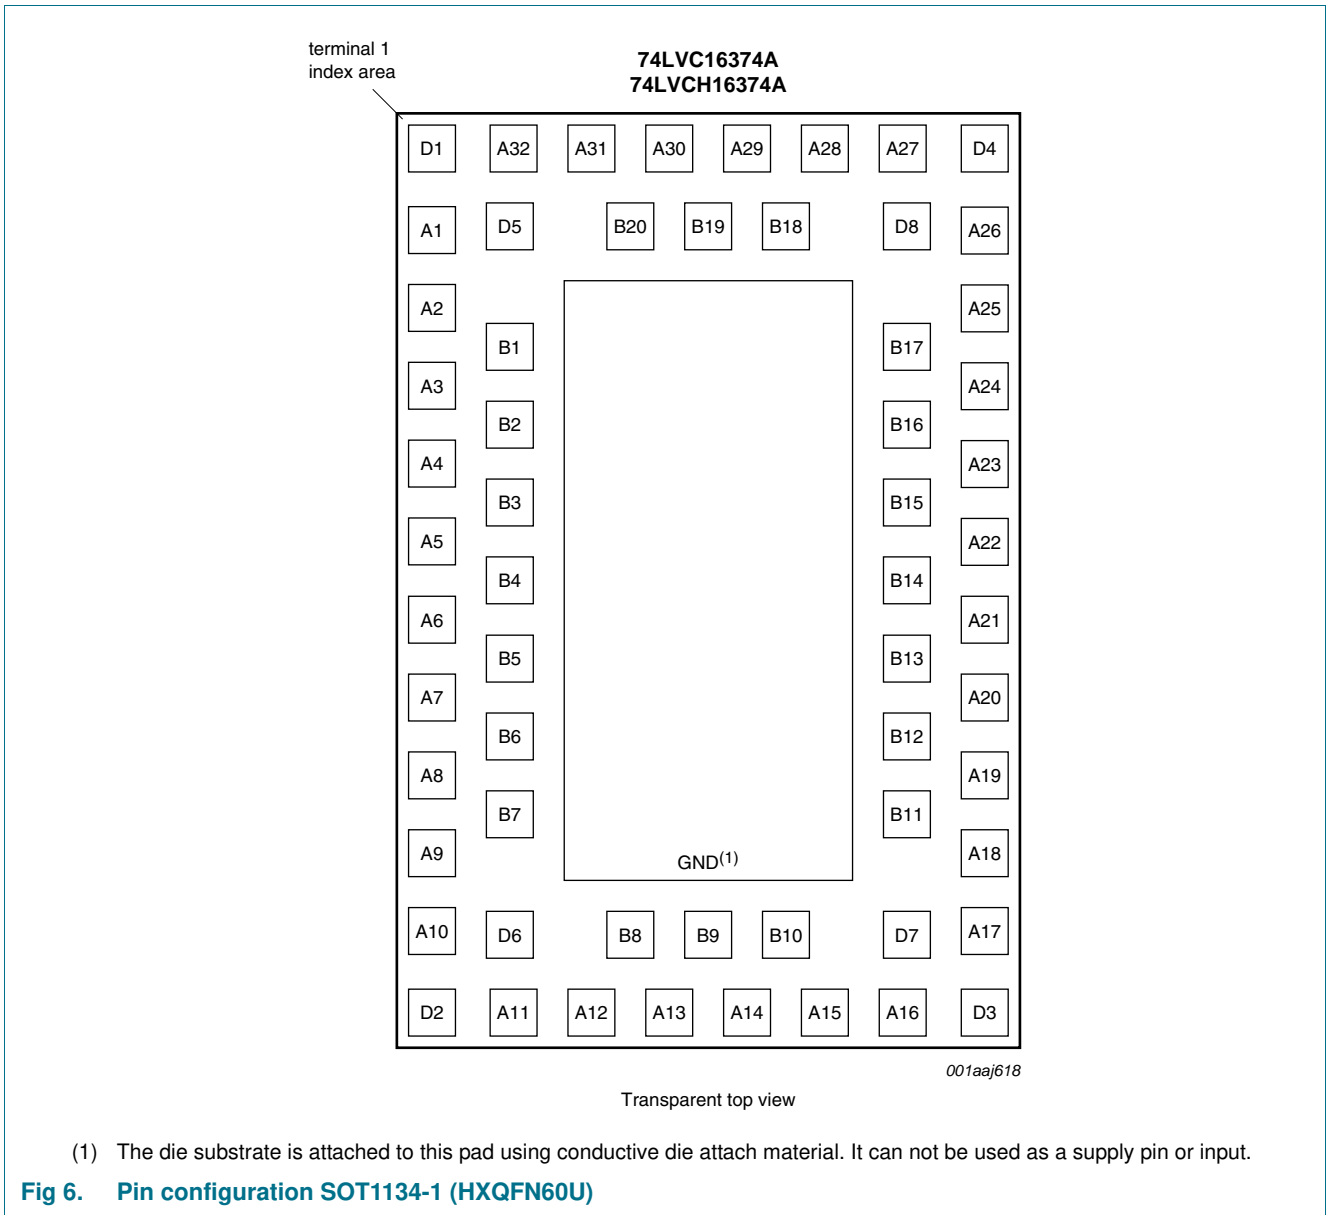 terminal 1
index area
74LVC16374A
74LVCH16374A
D1 A32 A31 A30 A29 A28 A27 D4
A1 D5 B20 B19 B18 D8 A26
A2 A25
B1 B17
A3 A24
B2 B16
A4 A23
B3 B15
A5 A22
B4 B14
A6 A21
B5 B13
A7 A20
B6 B12
A8 A19
B7 B11
A9 A18
GND(1)
A10 D6 B8 B9 B10 D7 A17
D2 A11 A12 A13 A14 A15 A16 D3
001aaj618
Transparent top view
(1) The die substrate is attached to this pad using conductive die attach material. It can not be used as a supply pin or input.
Fig 6. Pin configuration SOT1134-1 (HXQFN60U)